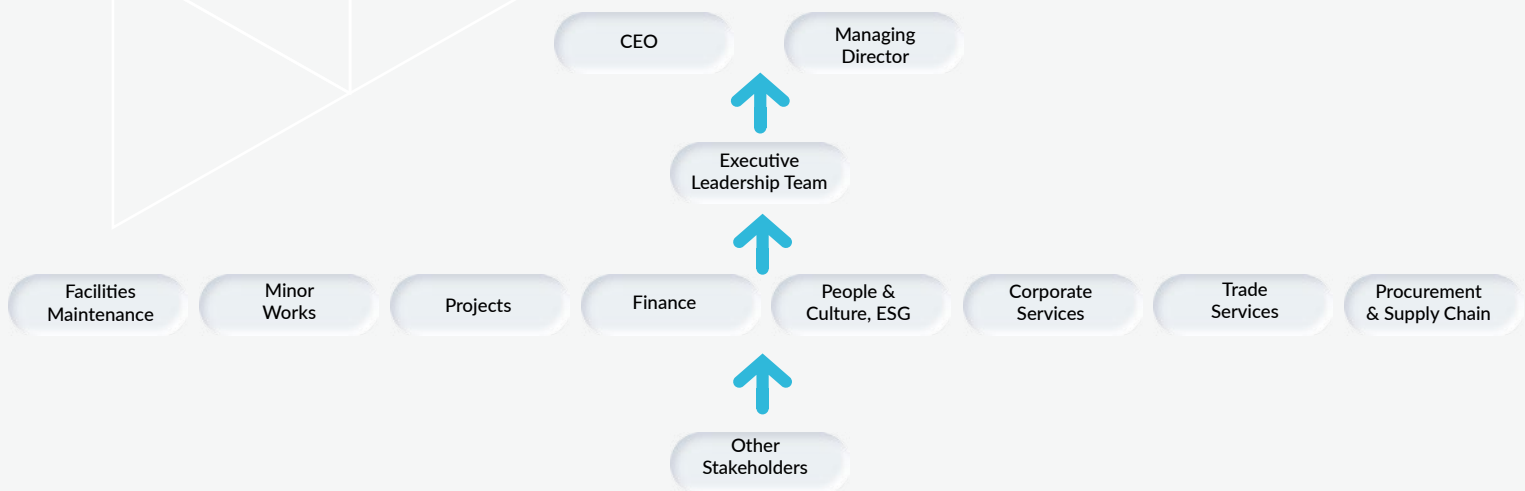 CEO
Managing
Director
Executive
Leadership Team
Facilities
Maintenance
Minor
Works
Projects
Finance
People &
Culture, ESG
Corporate
Services
Trade
Services
Procurement
& Supply Chain
Other
Stakeholders